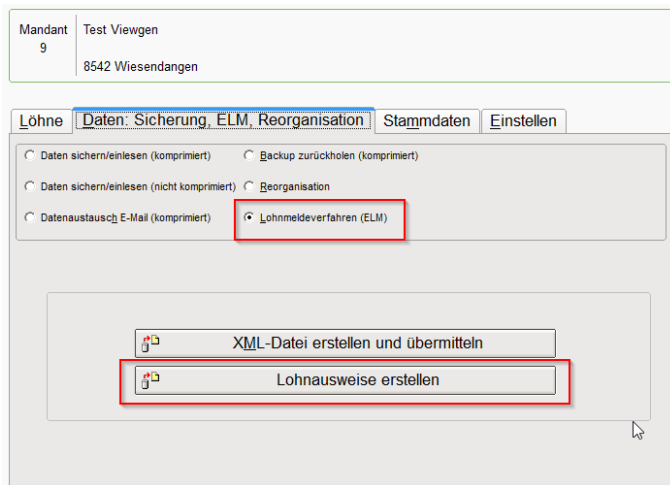 Mandant Test Viewgen
9
8542 Wiesendangen
Löhne Daten: Sicherung, ELM, Reorganisation Stammdaten Einstellen
Daten sichern/einlesen (komprimiert) Backup zurückholen (komprimiert)
Daten sichern/einlesen (nicht komprimiert) Reorganisation
Datenaustausch E-Mail (komprimiert) Lohnmeldeverfahren (ELM)
XML-Datei erstellen und übermitteln
Lohnausweise erstellen